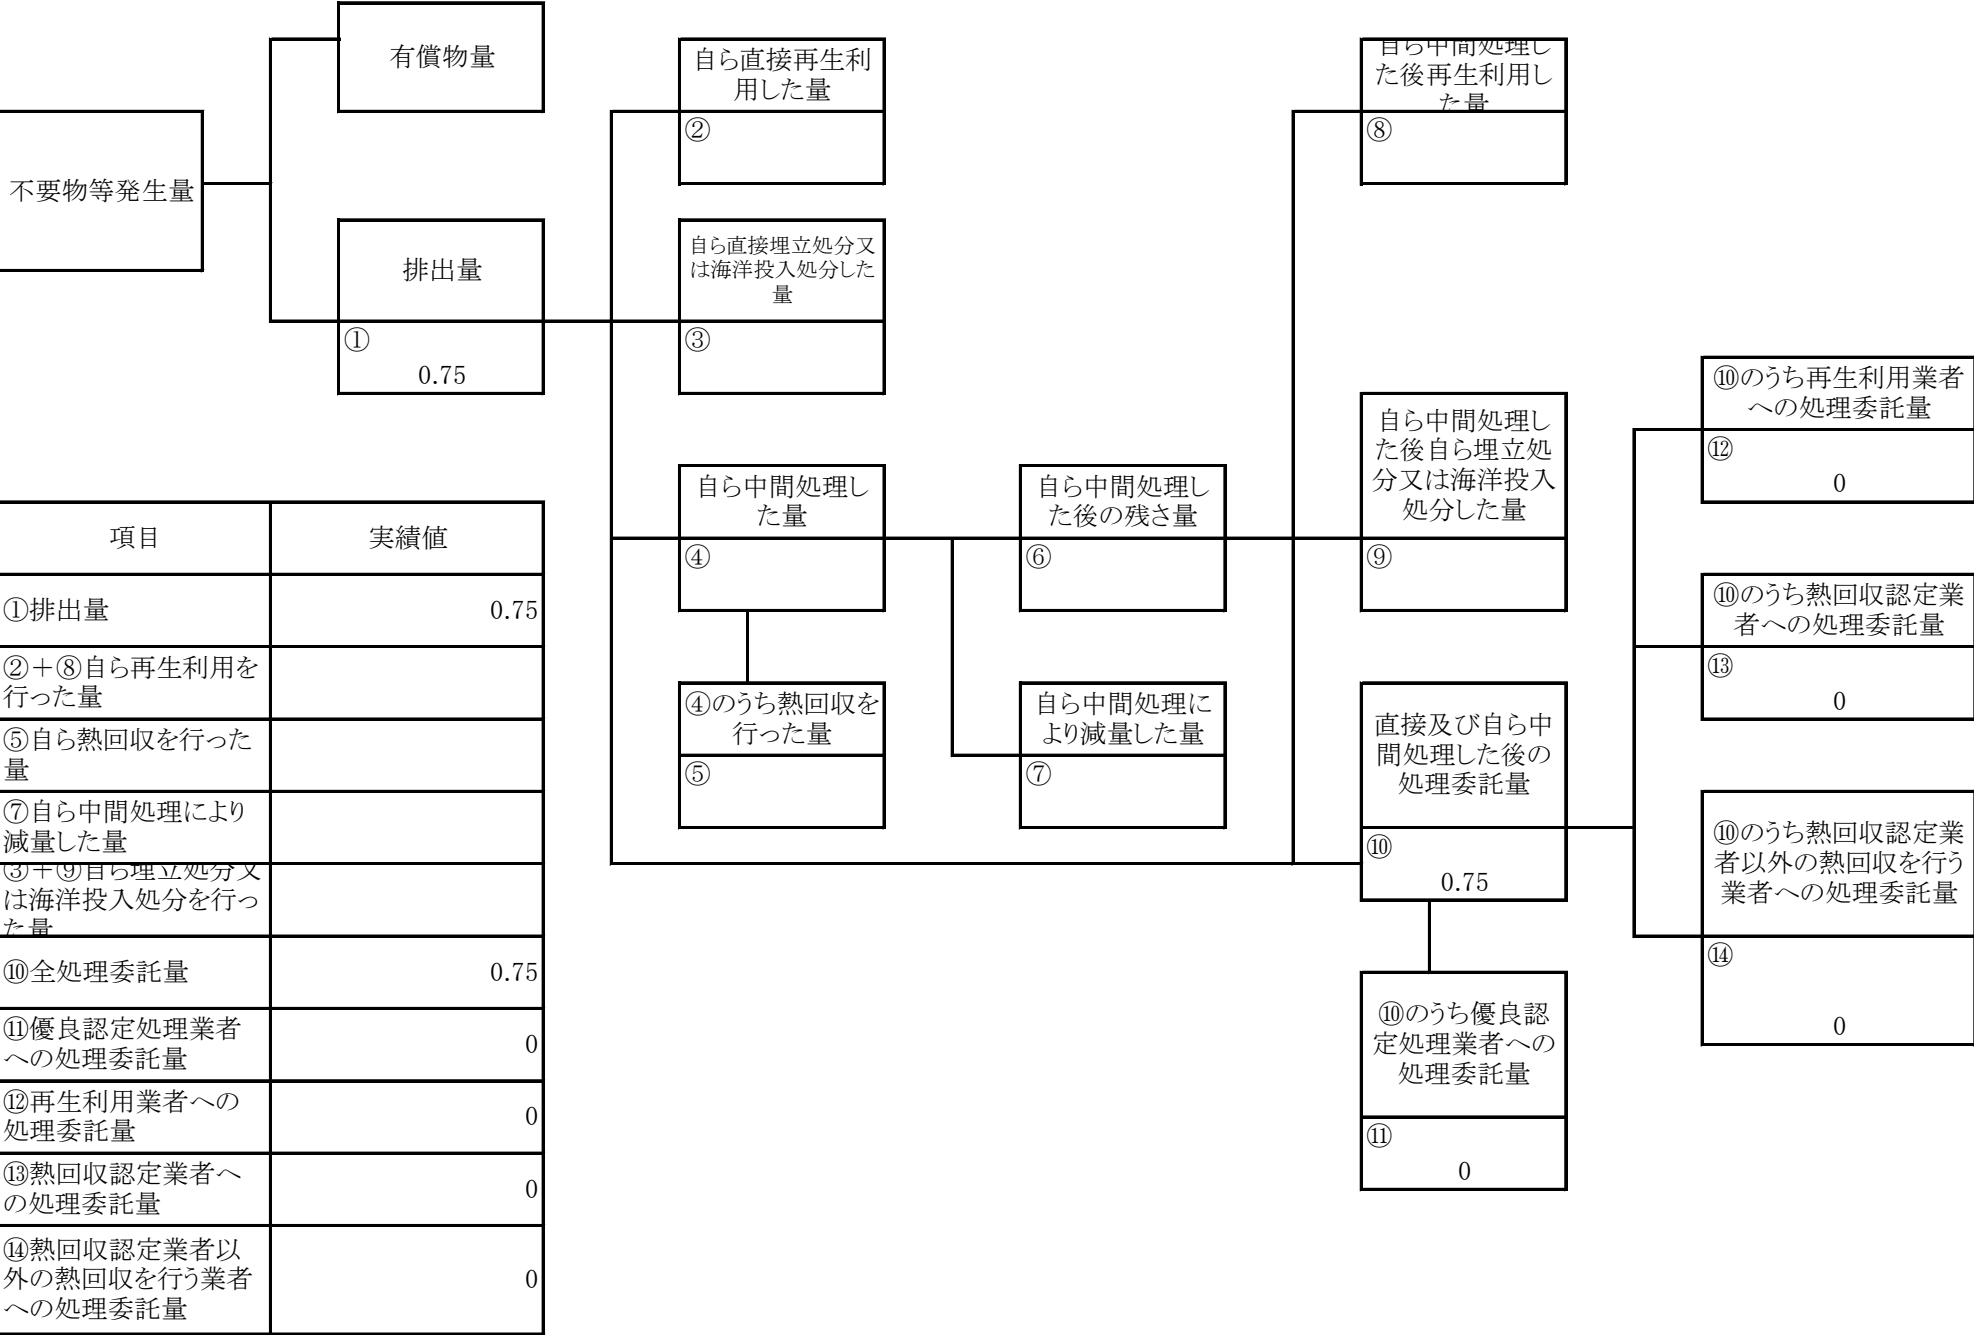 有償物量
不要物等発生量
排出量
①
0.75
自ら直接再生利
用した量
②
自ら直接埋立処分又
は海洋投入処分した
量
③
自ら中間処理し
た量
④
④のうち熱回収を
行った量
⑤
自ら中間処理し
た後の残さ量
⑥
自ら中間処理に
より減量した量
⑦
自ら中間処理し
た後再生利用し
た量
⑧
自ら中間処理し
た後自ら埋立処
分又は海洋投入
処分した量
⑨
直接及び自ら中
間処理した後の
処理委託量
⑩
0.75
⑩のうち優良認
定処理業者への
処理委託量
⑪
0
⑩のうち再生利用業者
への処理委託量
⑫
0
⑩のうち熱回収認定業
者への処理委託量
⑬
0
⑩のうち熱回収認定業
者以外の熱回収を行う
業者への処理委託量
⑭
0
項目 実績値
①排出量 0.75
②+⑧自ら再生利用を
行った量
⑤自ら熱回収を行った
量
⑦自ら中間処理により
減量した量
③+⑨自ら埋立処分又
は海洋投入処分を行っ
た量
⑩全処理委託量 0.75
⑪優良認定処理業者
への処理委託量 0
⑫再生利用業者への
処理委託量 0
⑬熱回収認定業者へ
の処理委託量 0
⑭熱回収認定業者以
外の熱回収を行う業者
への処理委託量 0